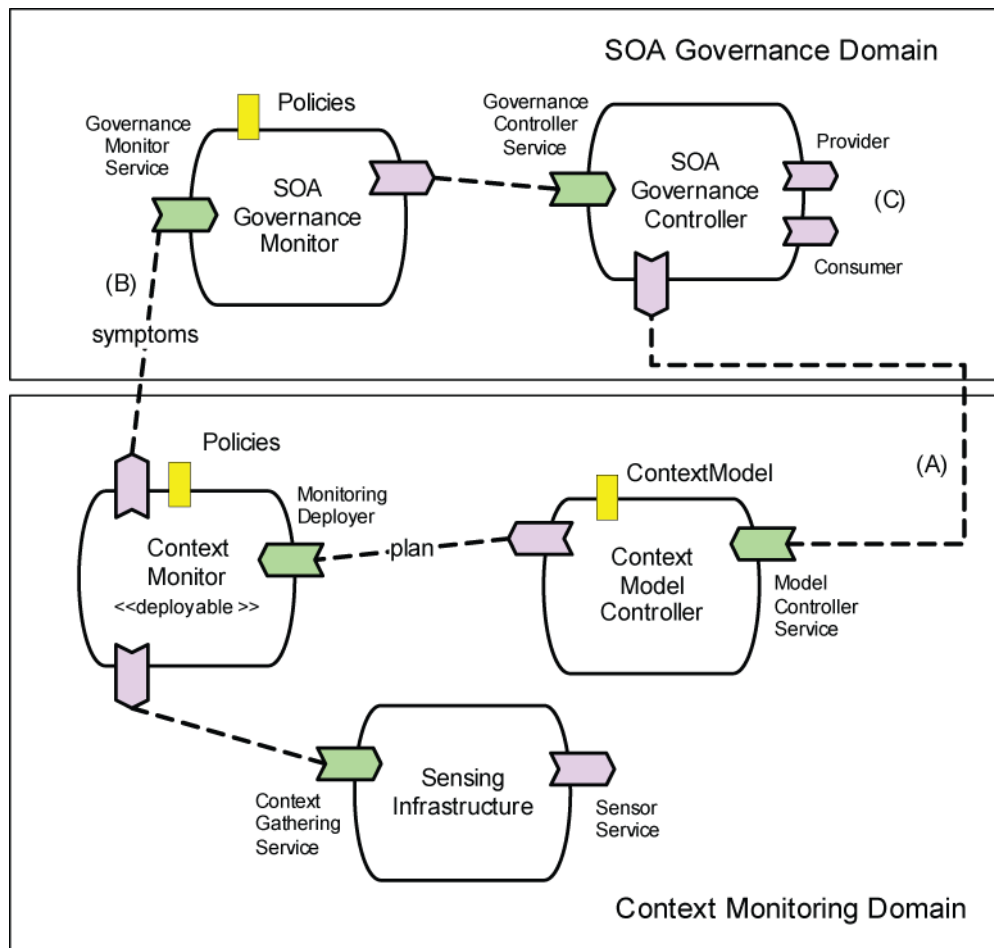 SOA Governance Domain
Policies
Governance
Monitor
Service
SOA
Governance
Monitor
Governance
Controller
Service
SOA
Governance
Controller
Provider
(C)
Consumer
(B)
symptoms
Policies
Monitoring
Deployer
Context
Monitor
<<deployable >>
plan
ContextModel
(A)
Context
Model
Controller
Model
Controller
Service
Sensing
Infrastructure
Context
Gathering
Service
Sensor
Service
Context Monitoring Domain